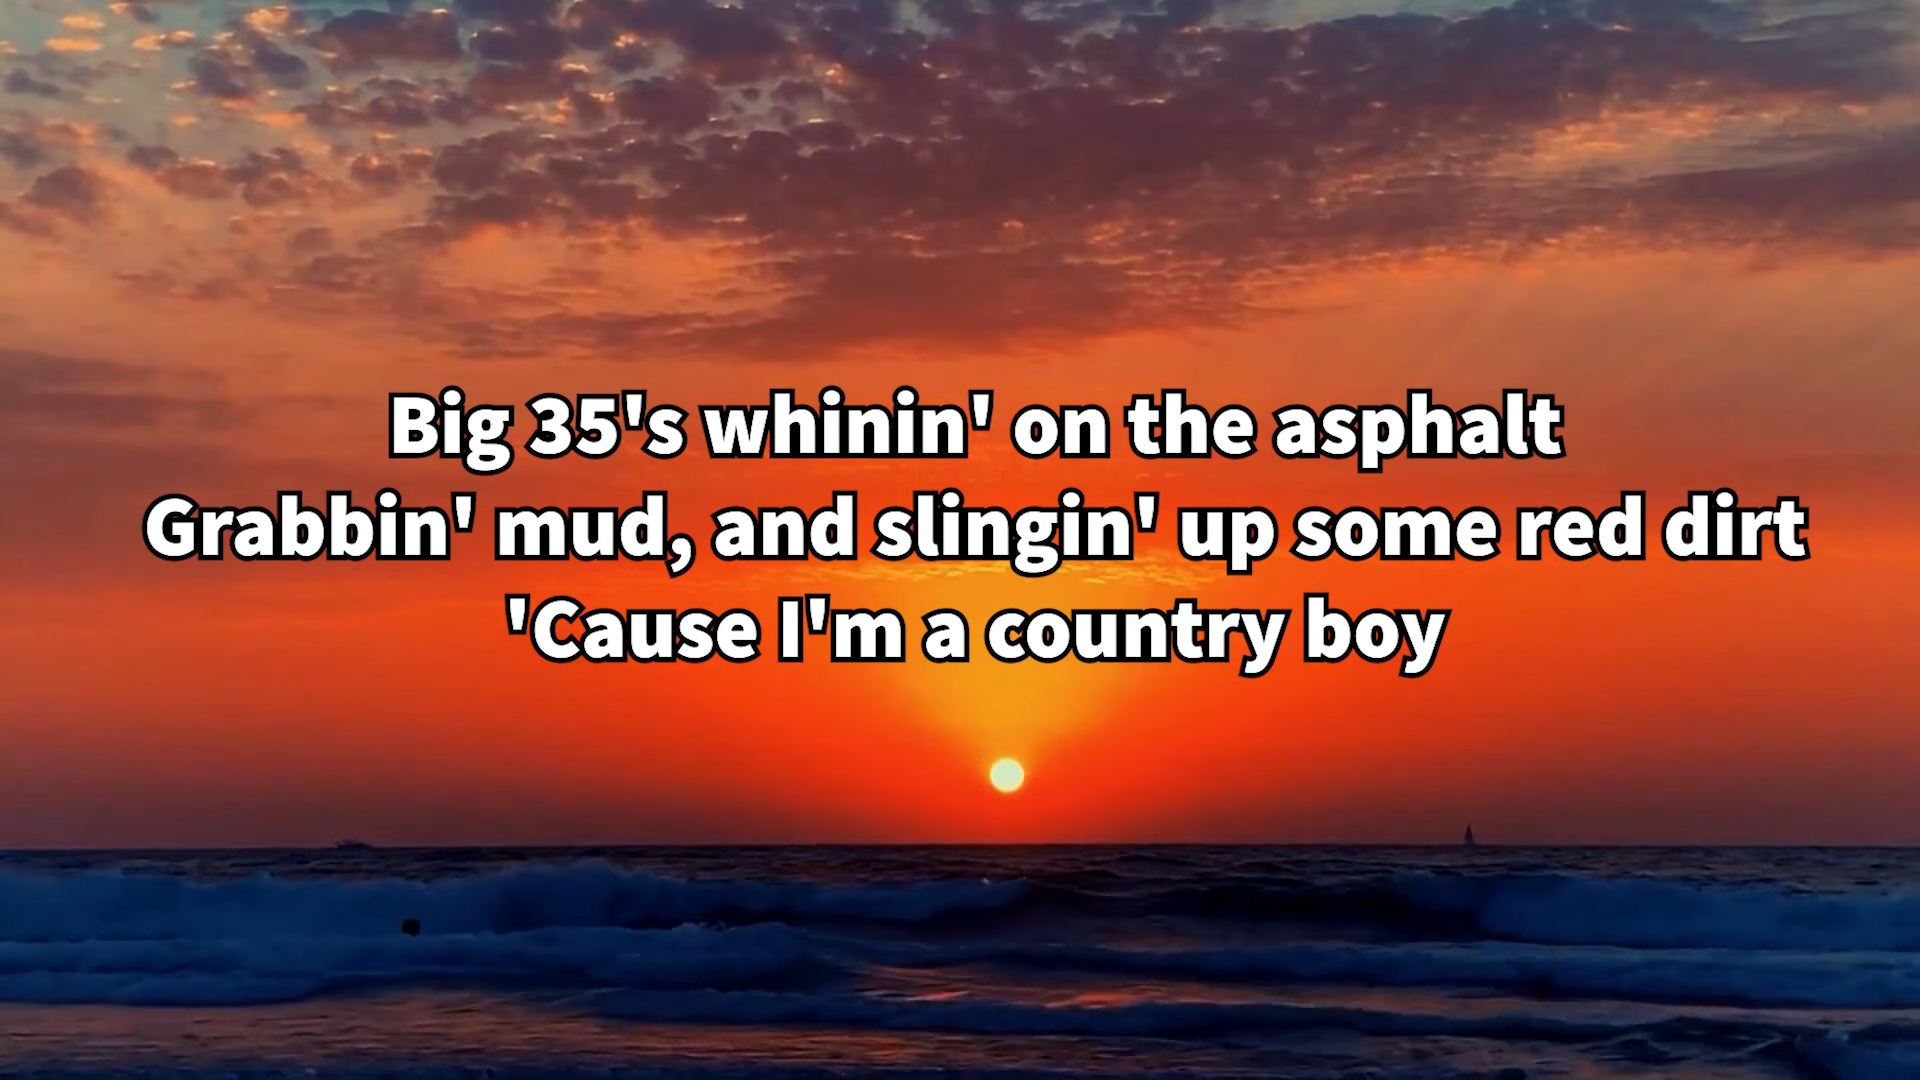 Big 35's whinin' on the asphalt
Grabbin' mud, and slingin' up some red dirt
'Cause I'm a country boy